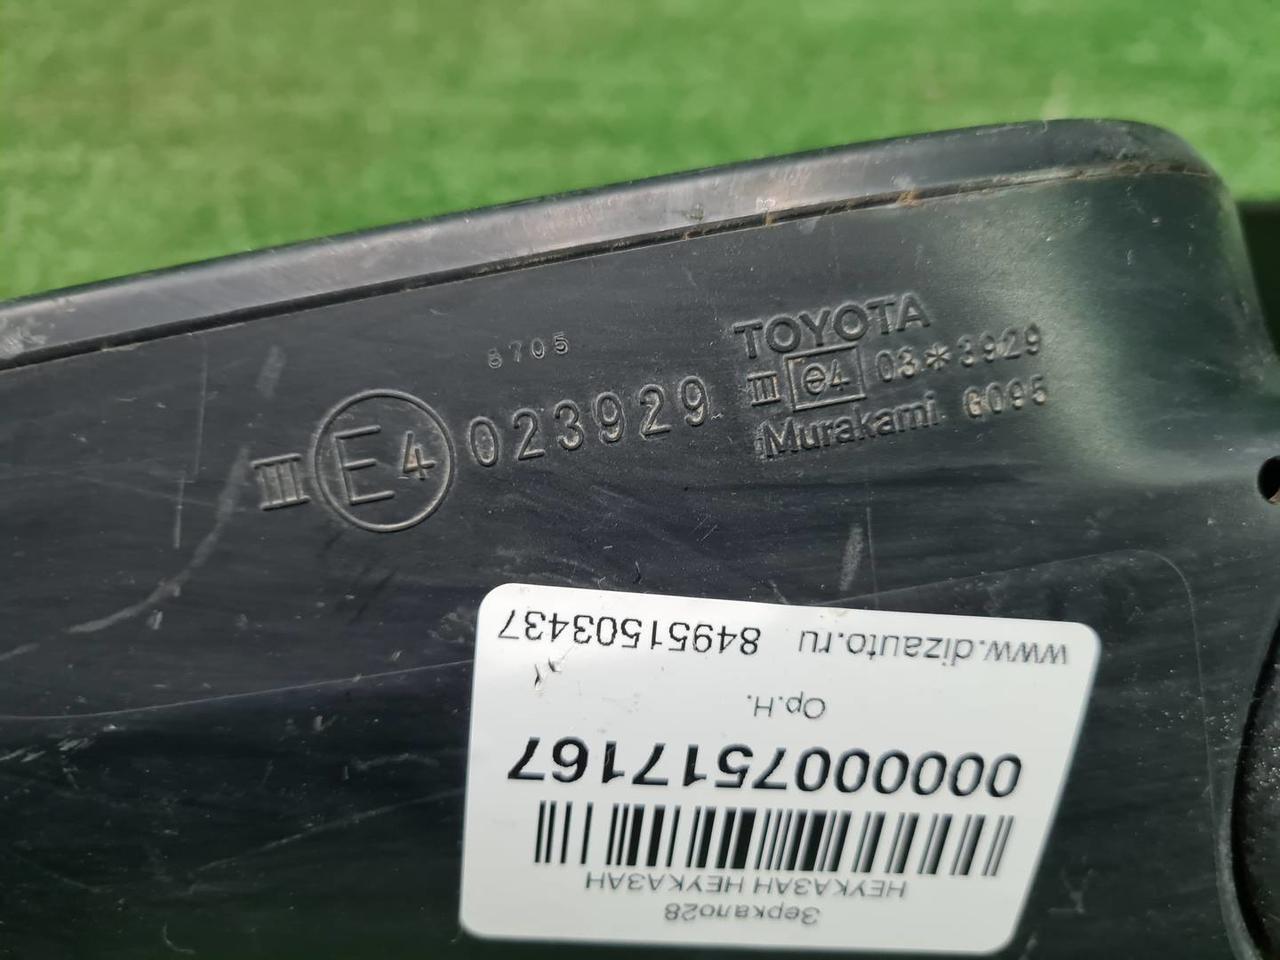 TOYOTA
III e4 03*3929
Murakami G095
8705
III E4 023929
Зеркало28
НЕУКАЗАН НЕУКАЗАН
0000007517167
Ор.Н.
www.dizauto.ru 84951503437